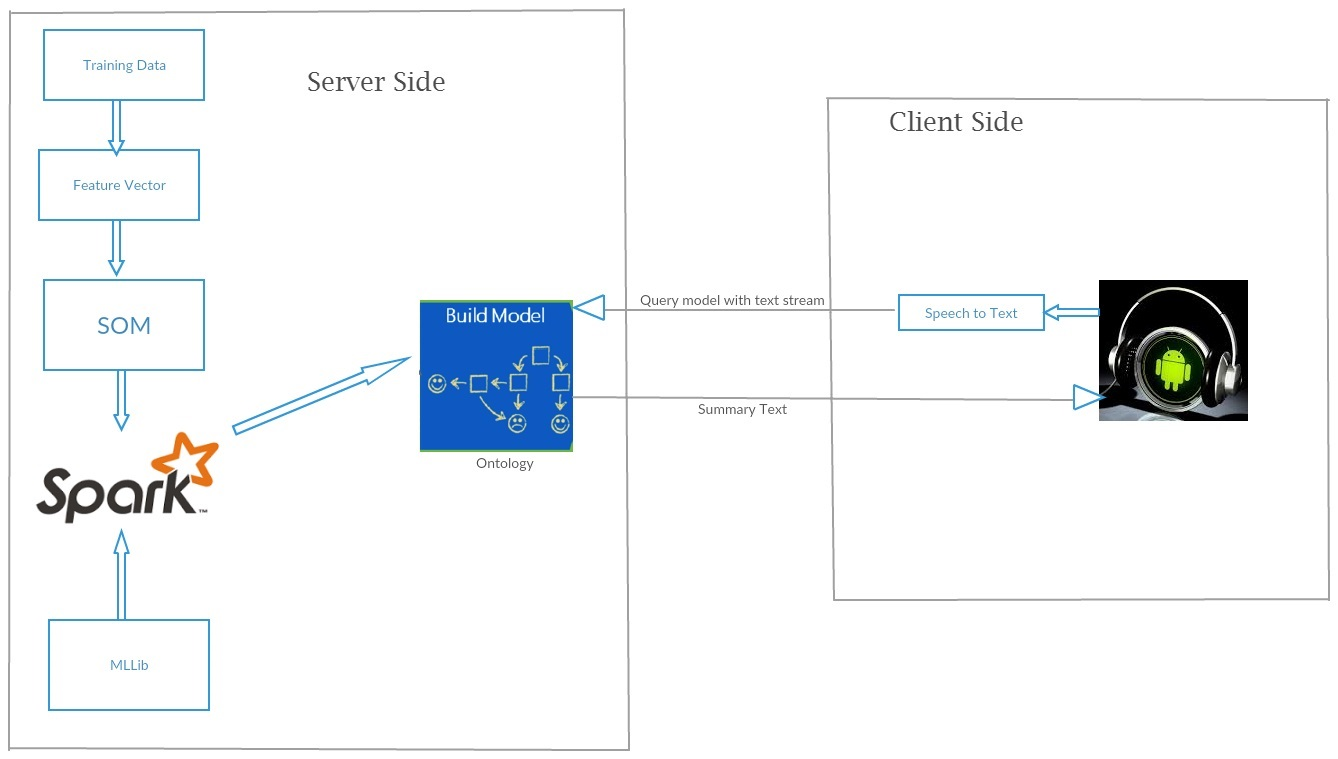 Server Side
Training Data
Feature Vector
SOM
Spark™
MLLib
Build Model
Ontology
Query model with text stream
Summary Text
Client Side
Speech to Text